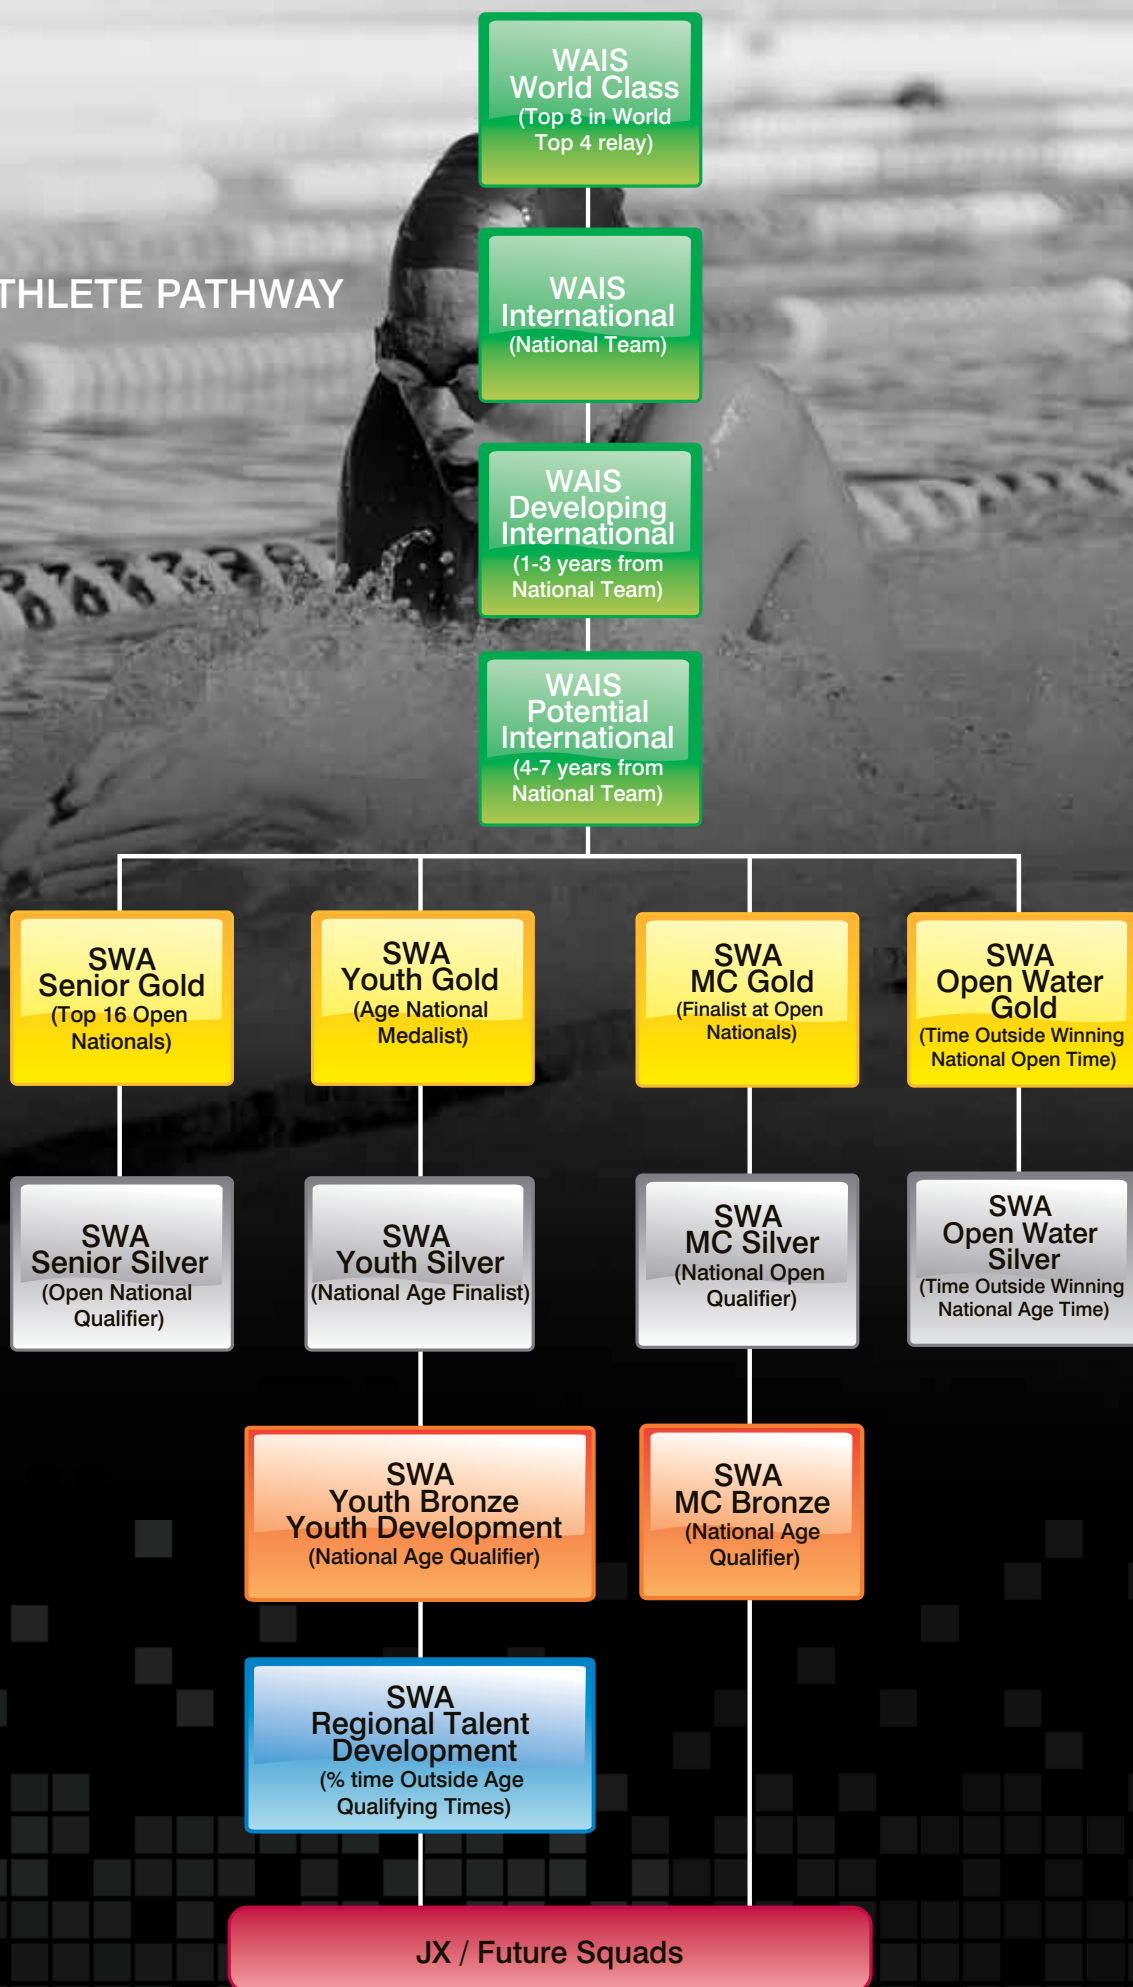 WAIS
World Class
(Top 8 in World
Top 4 relay)
THLETE PATHWAY
WAIS
International
(National Team)
WAIS
Developing
International
(1-3 years from
National Team)
WAIS
Potential
International
(4-7 years from
National Team)
SWA
Senior Gold
(Top 16 Open
Nationals)
SWA
Youth Gold
(Age National
Medalist)
SWA
MC Gold
(Finalist at Open
Nationals)
SWA
Open Water
Gold
(Time Outside Winning
National Open Time)
SWA
Senior Silver
(Open National
Qualifier)
SWA
Youth Silver
(National Age Finalist)
SWA
MC Silver
(National Open
Qualifier)
SWA
Open Water
Silver
(Time Outside Winning
National Age Time)
SWA
Youth Bronze
Youth Development
(National Age Qualifier)
SWA
MC Bronze
(National Age
Qualifier)
SWA
Regional Talent
Development
(% time Outside Age
Qualifying Times)
JX / Future Squads